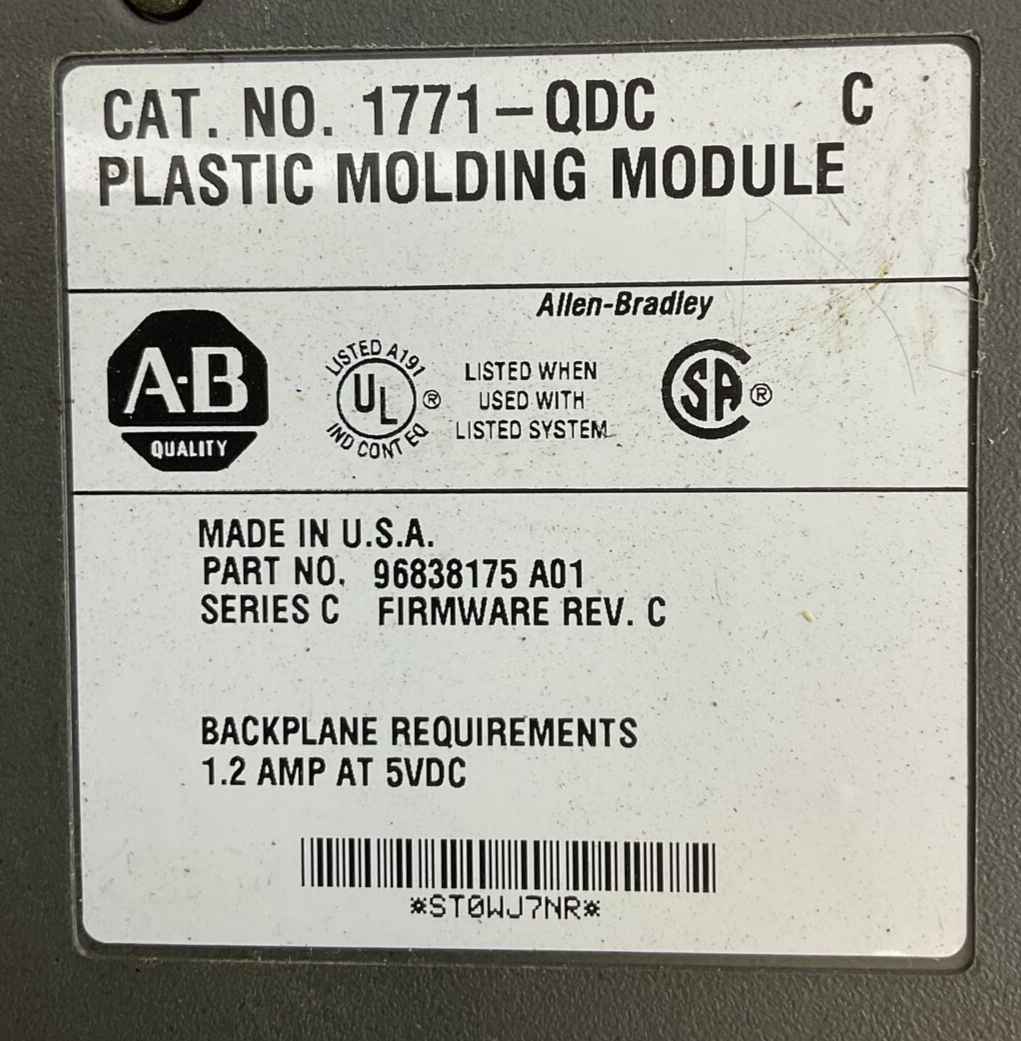 CAT. NO. 1771-QDC C
PLASTIC MOLDING MODULE
Allen-Bradley
A-B
QUALITY
LISTED A191
UL ®
IND CONT EQ
LISTED WHEN
USED WITH
LISTED SYSTEM
SA ®
MADE IN U.S.A.
PART NO. 96838175 A01
SERIES C FIRMWARE REV. C
BACKPLANE REQUIREMENTS
1.2 AMP AT 5VDC
*ST0WJ7NR*